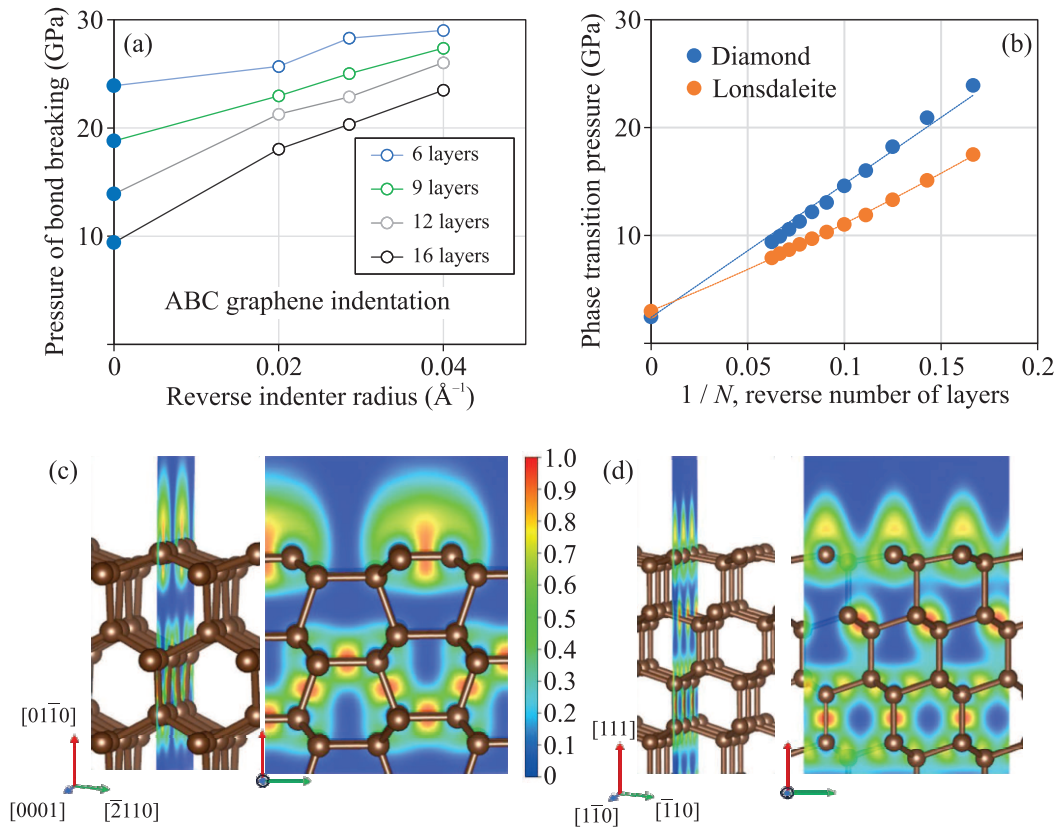 (a)
Pressure of bond breaking (GPa)
30
20
10
6 layers
9 layers
12 layers
16 layers
ABC graphene indentation
0
0.02
0.04
Reverse indenter radius (Å⁻¹)
(b)
Phase transition pressure (GPa)
30
20
10
Diamond
Lonsdaleite
0
0.05
0.1
0.15
0.2
1 / N, reverse number of layers
(c)
1.0
0.9
0.8
0.7
0.6
0.5
0.4
0.3
0.2
0.1
0
[011̅0]
[0001]
[2̅110]
(d)
[111]
[11̅0]
[1̅10]